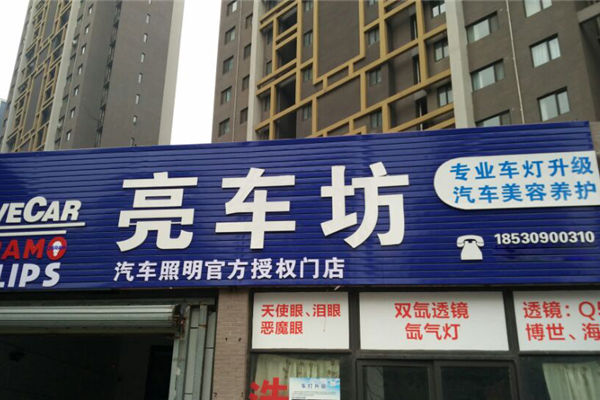 VECAR
亮车坊
专业车灯升级
汽车美容养护
AMO
LIPS
汽车照明官方授权门店
18530900310
天使眼、泪眼
恶魔眼
双氙透镜
氙气灯
透镜:Q5
博世、海
洗